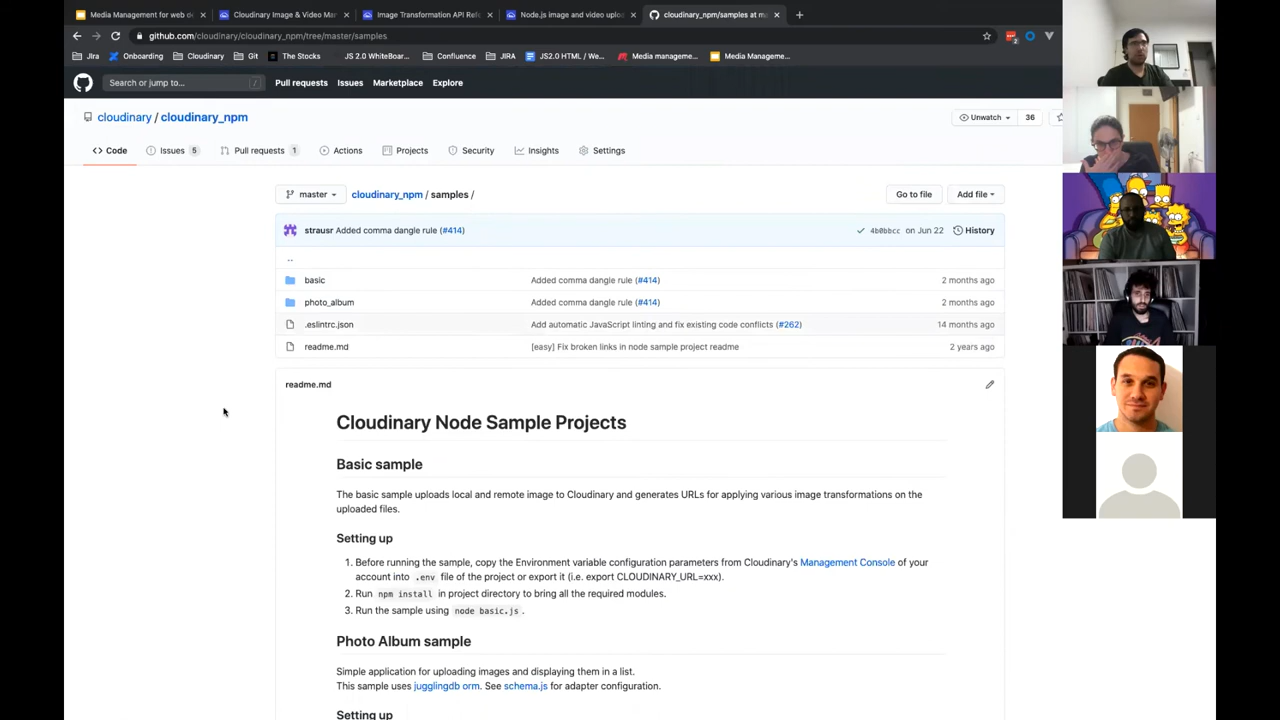 Media Management for web de
Cloudinary Image & Video Man
Image Transformation API Refe
Node.js image and video uploa
cloudinary_npm/samples at ma
github.com/cloudinary/cloudinary_npm/tree/master/samples
2
Jira
Onboarding
Cloudinary
Git
The Stocks
JS 2.0 WhiteBoar...
Confluence
JIRA
JS2.0 HTML / We...
Media manageme...
Media Manageme...
Search or jump to...
/
Pull requests
Issues
Marketplace
Explore
cloudinary / cloudinary_npm
Unwatch
36
<> Code
Issues 5
Pull requests 1
Actions
Projects
Security
Insights
Settings
master
cloudinary_npm / samples /
Go to file
Add file
strausr Added comma dangle rule (#414)
4b0bbcc on Jun 22
History
..
basic
Added comma dangle rule (#414)
2 months ago
photo_album
Added comma dangle rule (#414)
2 months ago
.eslintrc.json
Add automatic JavaScript linting and fix existing code conflicts (#262)
14 months ago
readme.md
[easy] Fix broken links in node sample project readme
2 years ago
readme.md
Cloudinary Node Sample Projects
Basic sample
The basic sample uploads local and remote image to Cloudinary and generates URLs for applying various image transformations on the
uploaded files.
Setting up
1. Before running the sample, copy the Environment variable configuration parameters from Cloudinary's Management Console of your
account into .env file of the project or export it (i.e. export CLOUDINARY_URL=xxx).
2. Run npm install in project directory to bring all the required modules.
3. Run the sample using node basic.js .
Photo Album sample
Simple application for uploading images and displaying them in a list.
This sample uses jugglingdb orm. See schema.js for adapter configuration.
Setting up